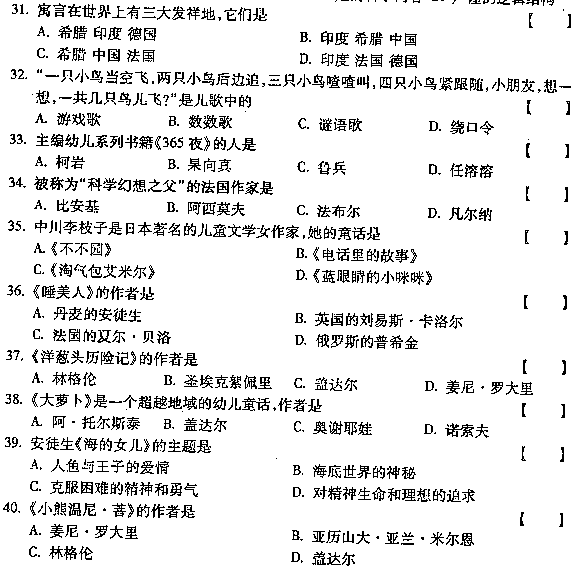 31. 寓言在世界上有三大发祥地,它们是 【 】
A. 希腊 印度 德国 B. 印度 希腊 中国
C. 希腊 中国 法国 D. 印度 法国 德国
32. “一只小鸟当空飞,两只小鸟后边追,三只小鸟喳喳叫,四只小鸟紧跟随,小朋友,想一
想,一共几只鸟儿飞?”是儿歌中的 【 】
A. 游戏歌 B. 数数歌 C. 谜语歌 D. 绕口令
33. 主编幼儿系列书籍《365夜》的人是 【 】
A. 柯岩 B. 果向真 C. 鲁兵 D. 任溶溶
34. 被称为“科学幻想之父”的法国作家是 【 】
A. 比安基 B. 阿西莫夫 C. 法布尔 D. 凡尔纳
35. 中川李枝子是日本著名的儿童文学女作家,她的童话是 【 】
A.《不不园》 B.《电话里的故事》
C.《淘气包艾米尔》 D.《蓝眼睛的小咪咪》
36.《睡美人》的作者是 【 】
A. 丹麦的安徒生 B. 英国的刘易斯·卡洛尔
C. 法国的夏尔·贝洛 D. 俄罗斯的普希金
37.《洋葱头历险记》的作者是 【 】
A. 林格伦 B. 圣埃克絮佩里 C. 盖达尔 D. 姜尼·罗大里
38.《大萝卜》是一个超越地域的幼儿童话,作者是 【 】
A. 阿·托尔斯泰 B. 盖达尔 C. 奥谢耶娃 D. 诺索夫
39. 安徒生《海的女儿》的主题是 【 】
A. 人鱼与王子的爱情 B. 海底世界的神秘
C. 克服困难的精神和勇气 D. 对精神生命和理想的追求
40.《小熊温尼·菩》的作者是 【 】
A. 姜尼·罗大里 B. 亚历山大·亚兰·米尔恩
C. 林格伦 D. 盖达尔